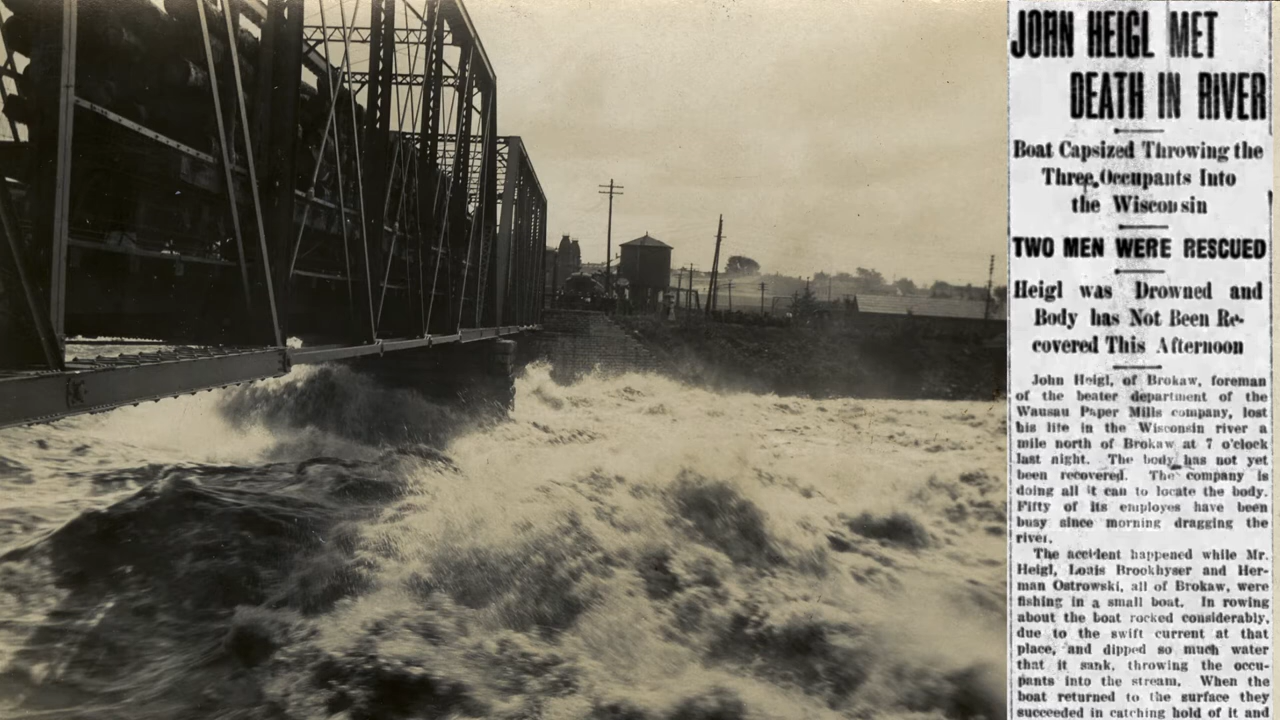 JOHN HEIGL MET
DEATH IN RIVER
Boat Capsized Throwing the
Three Occupants Into
the Wisconsin
TWO MEN WERE RESCUED
Heigl was Drowned and
Body has Not Been Re-
covered This Afternoon
John Heigl, of Brokaw, foreman
of the beater department of the
Wausau Paper Mills company, lost
his life in the Wisconsin river a
mile north of Brokaw at 7 o'clock
last night. The body has not yet
been recovered. The company is
doing all it can to locate the body.
Fifty of its employes have been
busy since morning dragging the
river.
The accident happened while Mr.
Heigl, Louis Brookhyser and Her-
man Ostrowski, all of Brokaw, were
fishing in a small boat. In rowing
about the boat rocked considerably,
due to the swift current at that
place, and dipped so much water
that it sank, throwing the occu-
pants into the stream. When the
boat returned to the surface they
succeeded in catching hold of it and